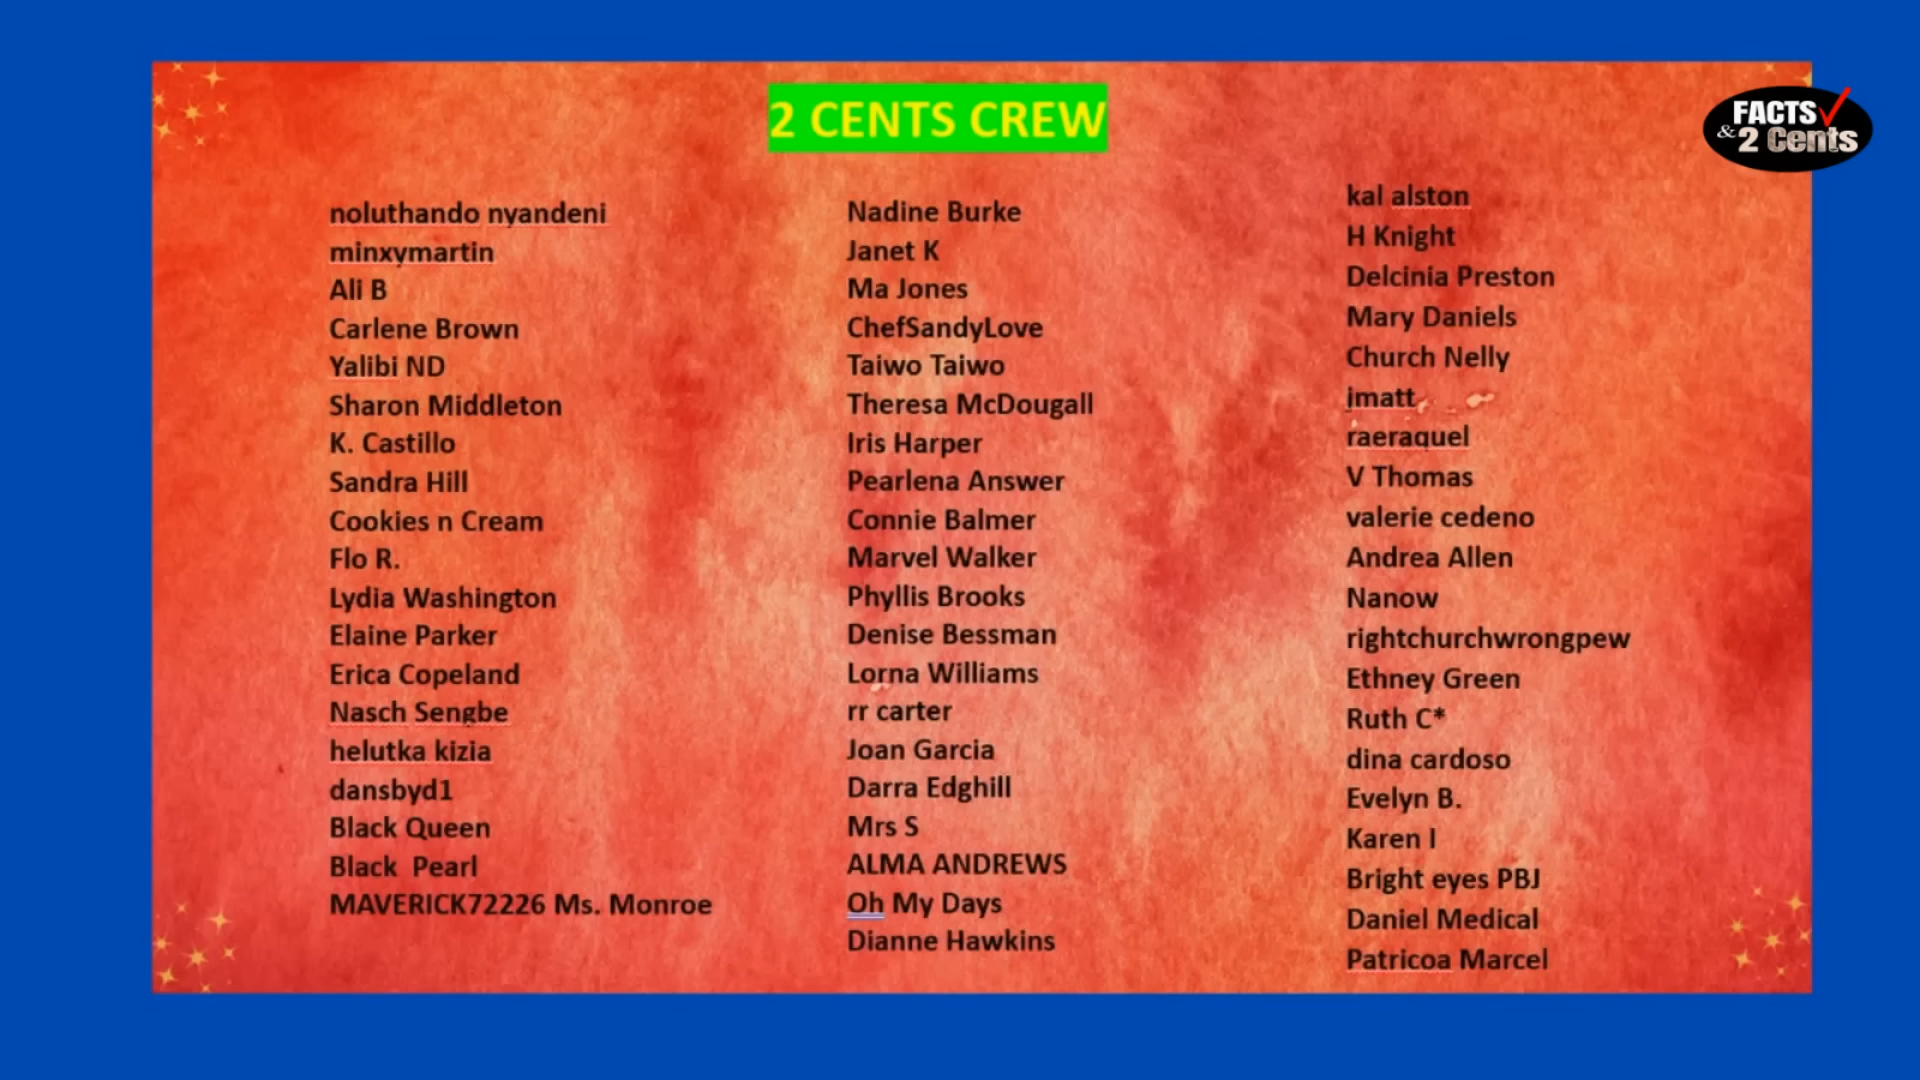 2 CENTS CREW
FACTS
& 2 Cents
noluthando nyandeni
minxymartin
Ali B
Carlene Brown
Yalibi ND
Sharon Middleton
K. Castillo
Sandra Hill
Cookies n Cream
Flo R.
Lydia Washington
Elaine Parker
Erica Copeland
Nasch Sengbe
helutka kizia
dansbyd1
Black Queen
Black  Pearl
MAVERICK72226 Ms. Monroe
Nadine Burke
Janet K
Ma Jones
ChefSandyLove
Taiwo Taiwo
Theresa McDougall
Iris Harper
Pearlena Answer
Connie Balmer
Marvel Walker
Phyllis Brooks
Denise Bessman
Lorna Williams
rr carter
Joan Garcia
Darra Edghill
Mrs S
ALMA ANDREWS
Oh My Days
Dianne Hawkins
kal alston
H Knight
Delcinia Preston
Mary Daniels
Church Nelly
imatt
raeraquel
V Thomas
valerie cedeno
Andrea Allen
Nanow
rightchurchwrongpew
Ethney Green
Ruth C*
dina cardoso
Evelyn B.
Karen I
Bright eyes PBJ
Daniel Medical
Patricoa Marcel